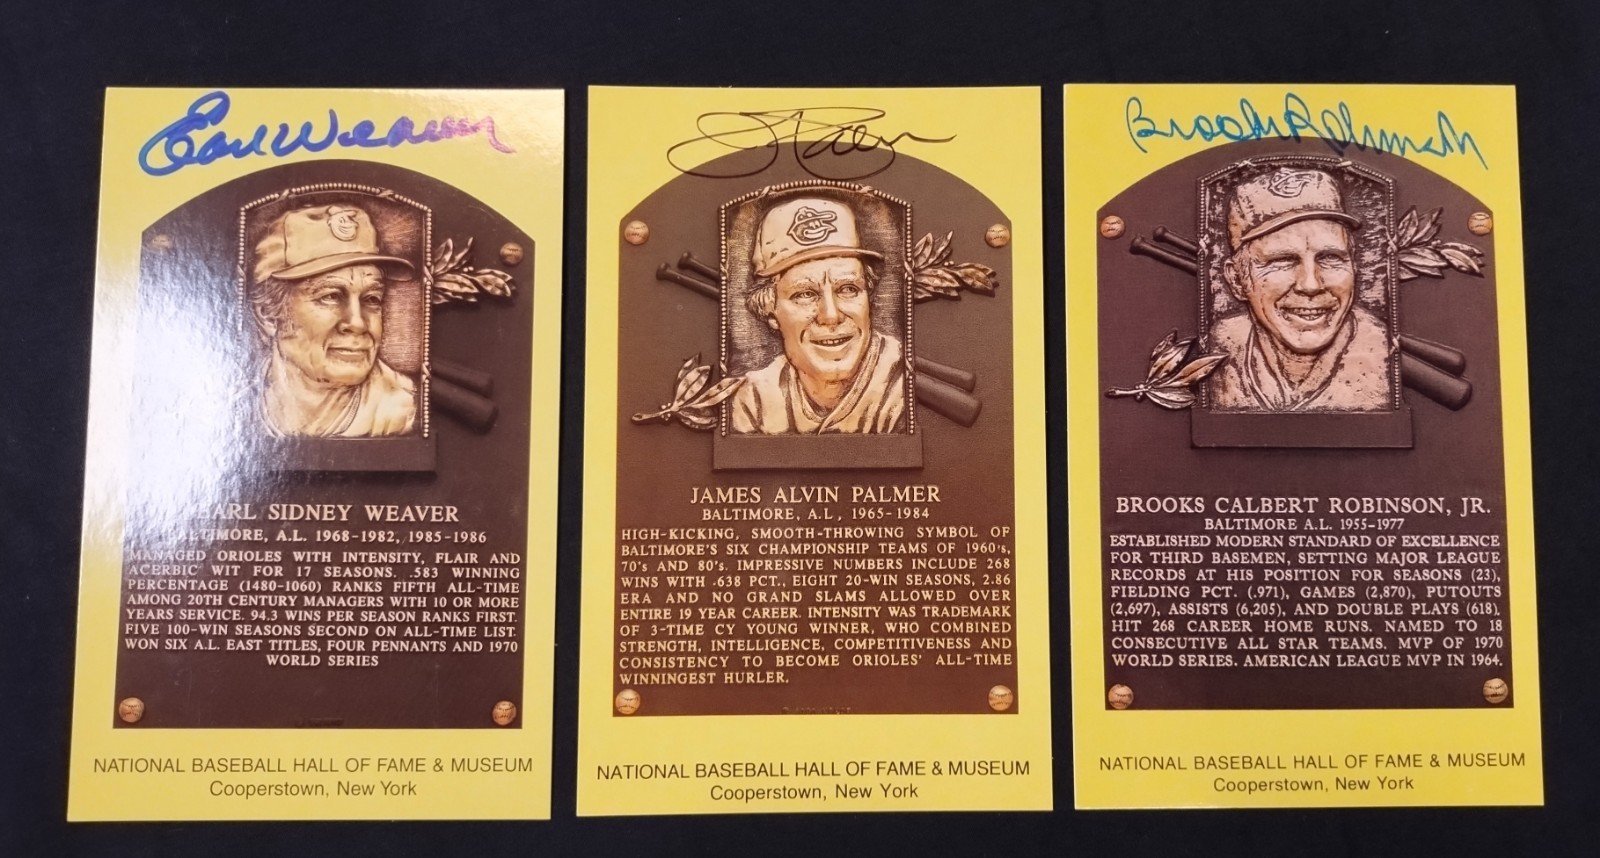 Earl Weaver
EARL SIDNEY WEAVER
BALTIMORE, A.L. 1968-1982, 1985-1986
MANAGED ORIOLES WITH INTENSITY, FLAIR AND
ACERBIC WIT FOR 17 SEASONS. .583 WINNING
PERCENTAGE (1480-1060) RANKS FIFTH ALL-TIME
AMONG 20TH CENTURY MANAGERS WITH 10 OR MORE
YEARS SERVICE. 94.3 WINS PER SEASON RANKS FIRST.
FIVE 100-WIN SEASONS SECOND ON ALL-TIME LIST.
WON SIX A.L. EAST TITLES, FOUR PENNANTS AND 1970
WORLD SERIES
NATIONAL BASEBALL HALL OF FAME & MUSEUM
Cooperstown, New York
J Palmer
JAMES ALVIN PALMER
BALTIMORE, A.L., 1965-1984
HIGH-KICKING, SMOOTH-THROWING SYMBOL OF
BALTIMORE'S SIX CHAMPIONSHIP TEAMS OF 1960's,
70's AND 80's. IMPRESSIVE NUMBERS INCLUDE 268
WINS WITH .638 PCT., EIGHT 20-WIN SEASONS, 2.86
ERA AND NO GRAND SLAMS ALLOWED OVER
ENTIRE 19 YEAR CAREER. INTENSITY WAS TRADEMARK
OF 3-TIME CY YOUNG WINNER, WHO COMBINED
STRENGTH, INTELLIGENCE, COMPETITIVENESS AND
CONSISTENCY TO BECOME ORIOLES' ALL-TIME
WINNINGEST HURLER.
NATIONAL BASEBALL HALL OF FAME & MUSEUM
Cooperstown, New York
Brooks Robinson
BROOKS CALBERT ROBINSON, JR.
BALTIMORE A.L. 1955-1977
ESTABLISHED MODERN STANDARD OF EXCELLENCE
FOR THIRD BASEMEN, SETTING MAJOR LEAGUE
RECORDS AT HIS POSITION FOR SEASONS (23),
FIELDING PCT. (.971), GAMES (2,870), PUTOUTS
(2,697), ASSISTS (6,205), AND DOUBLE PLAYS (618).
HIT 268 CAREER HOME RUNS. NAMED TO 18
CONSECUTIVE ALL STAR TEAMS. MVP OF 1970
WORLD SERIES. AMERICAN LEAGUE MVP IN 1964.
NATIONAL BASEBALL HALL OF FAME & MUSEUM
Cooperstown, New York